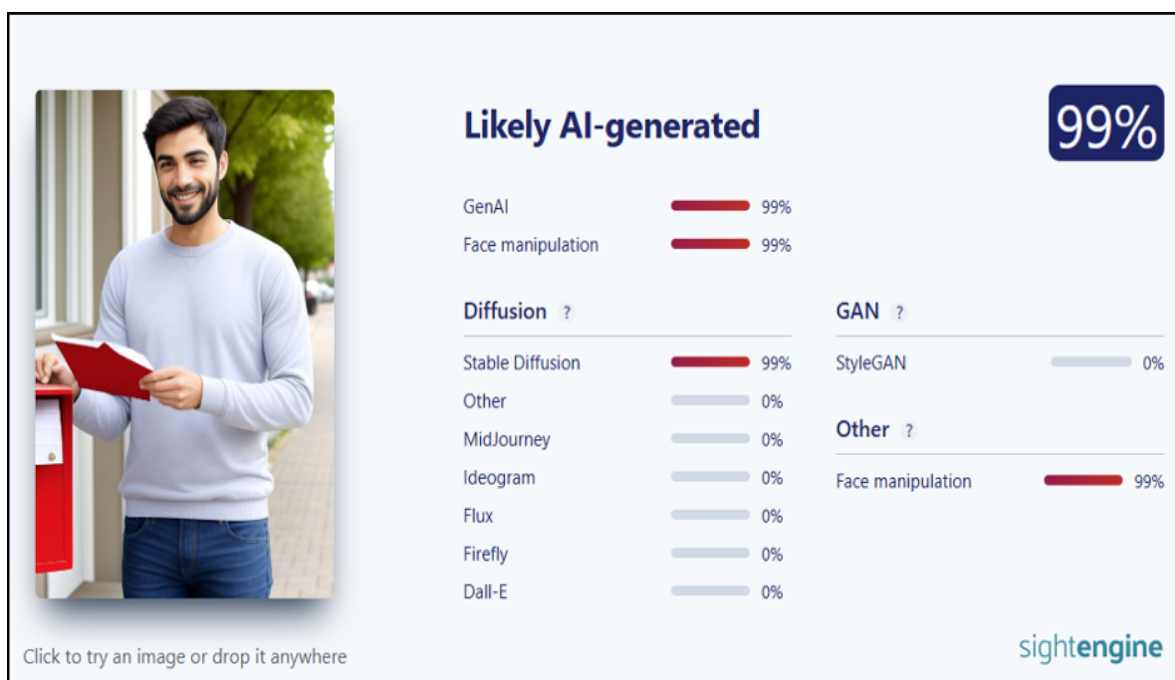 Likely AI-generated
99%
GenAI 99%
Face manipulation 99%
Diffusion ?
Stable Diffusion 99%
Other 0%
MidJourney 0%
Ideogram 0%
Flux 0%
Firefly 0%
Dall-E 0%
GAN ?
StyleGAN 0%
Other ?
Face manipulation 99%
Click to try an image or drop it anywhere
sightengine